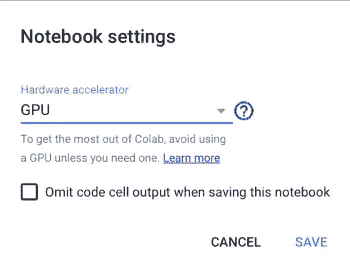 Notebook settings
Hardware accelerator
GPU
?
To get the most out of Colab, avoid using
a GPU unless you need one. Learn more
Omit code cell output when saving this notebook
CANCEL SAVE